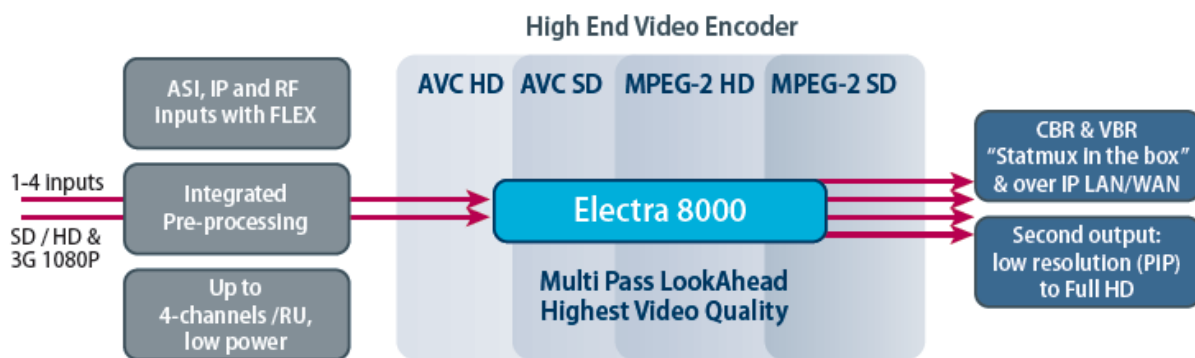 High End Video Encoder
ASI, IP and RF
inputs with FLEX
1-4 inputs
SD / HD &
3G 1080P
Integrated
Pre-processing
Up to
4-channels /RU,
low power
AVC HD
AVC SD
MPEG-2 HD
MPEG-2 SD
Electra 8000
Multi Pass LookAhead
Highest Video Quality
CBR & VBR
"Statmux in the box"
& over IP LAN/WAN
Second output:
low resolution (PIP)
to Full HD